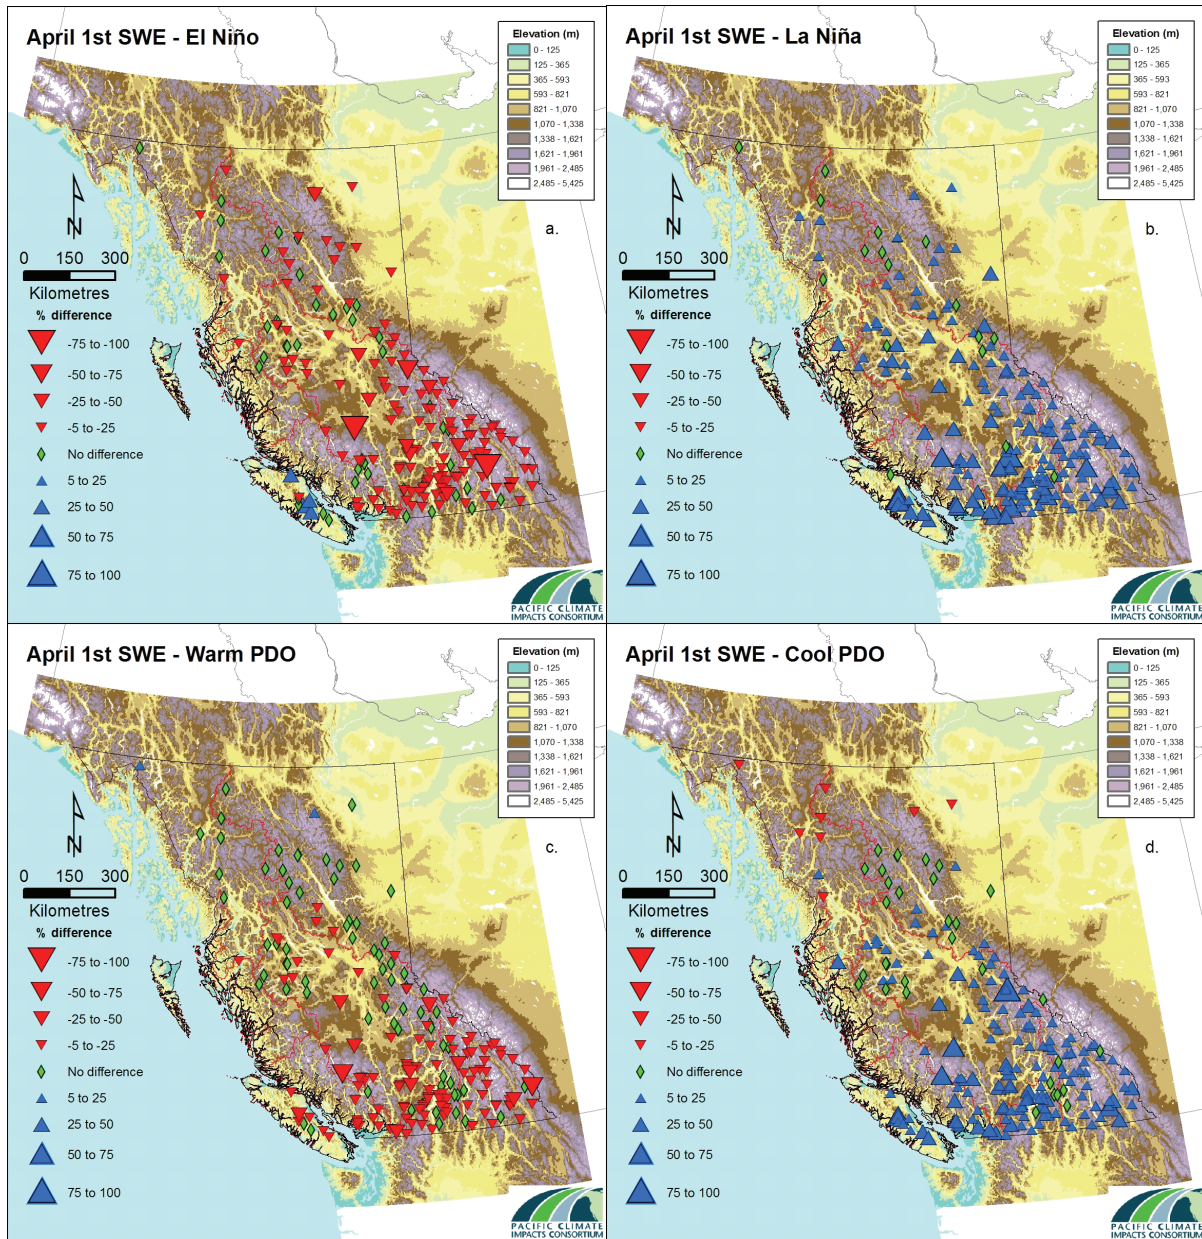 April 1st SWE - El Niño
Elevation (m)
0 - 125
125 - 365
365 - 593
593 - 821
821 - 1,070
1,070 - 1,338
1,338 - 1,621
1,621 - 1,961
1,961 - 2,485
2,485 - 5,425
a.
N
0 150 300
Kilometres
% difference
-75 to -100
-50 to -75
-25 to -50
-5 to -25
No difference
5 to 25
25 to 50
50 to 75
75 to 100
PACIFIC CLIMATE
IMPACTS CONSORTIUM
April 1st SWE - La Niña
Elevation (m)
0 - 125
125 - 365
365 - 593
593 - 821
821 - 1,070
1,070 - 1,338
1,338 - 1,621
1,621 - 1,961
1,961 - 2,485
2,485 - 5,425
b.
N
0 150 300
Kilometres
% difference
-75 to -100
-50 to -75
-25 to -50
-5 to -25
No difference
5 to 25
25 to 50
50 to 75
75 to 100
PACIFIC CLIMATE
IMPACTS CONSORTIUM
April 1st SWE - Warm PDO
Elevation (m)
0 - 125
125 - 365
365 - 593
593 - 821
821 - 1,070
1,070 - 1,338
1,338 - 1,621
1,621 - 1,961
1,961 - 2,485
2,485 - 5,425
c.
N
0 150 300
Kilometres
% difference
-75 to -100
-50 to -75
-25 to -50
-5 to -25
No difference
5 to 25
25 to 50
50 to 75
75 to 100
PACIFIC CLIMATE
IMPACTS CONSORTIUM
April 1st SWE - Cool PDO
Elevation (m)
0 - 125
125 - 365
365 - 593
593 - 821
821 - 1,070
1,070 - 1,338
1,338 - 1,621
1,621 - 1,961
1,961 - 2,485
2,485 - 5,425
d.
N
0 150 300
Kilometres
% difference
-75 to -100
-50 to -75
-25 to -50
-5 to -25
No difference
5 to 25
25 to 50
50 to 75
75 to 100
PACIFIC CLIMATE
IMPACTS CONSORTIUM